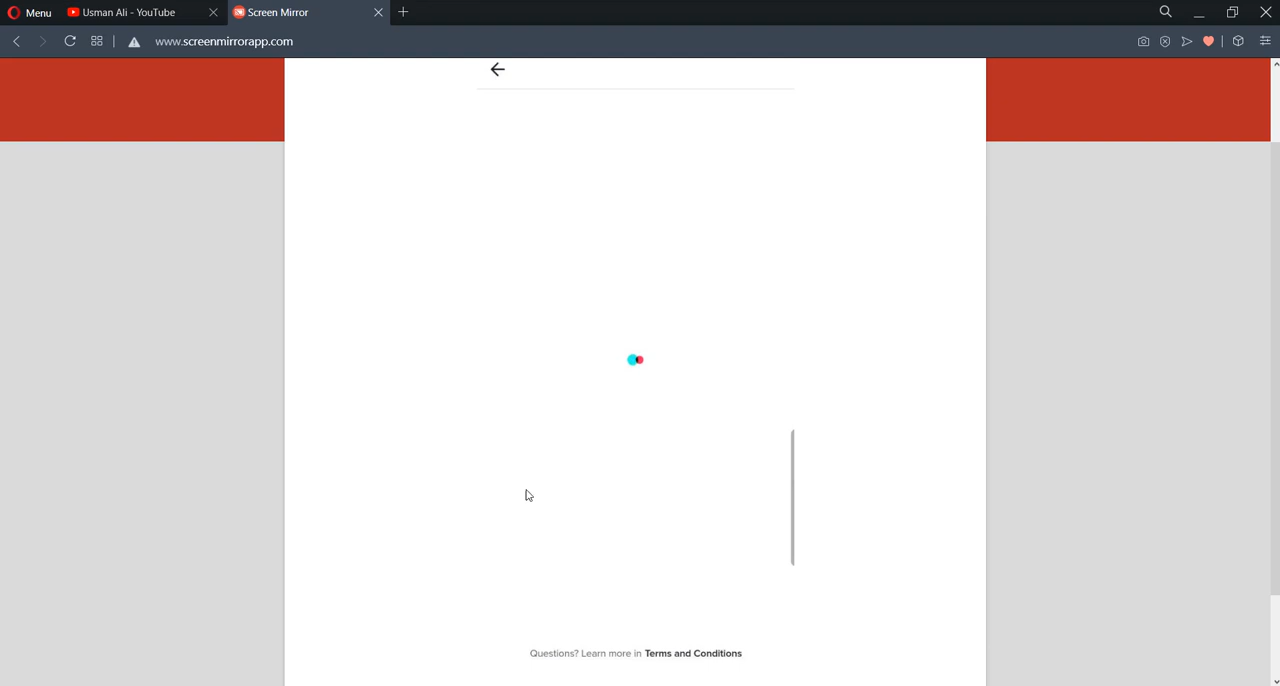 Menu
Usman Ali - YouTube
Screen Mirror
www.screenmirrorapp.com
Questions? Learn more in Terms and Conditions